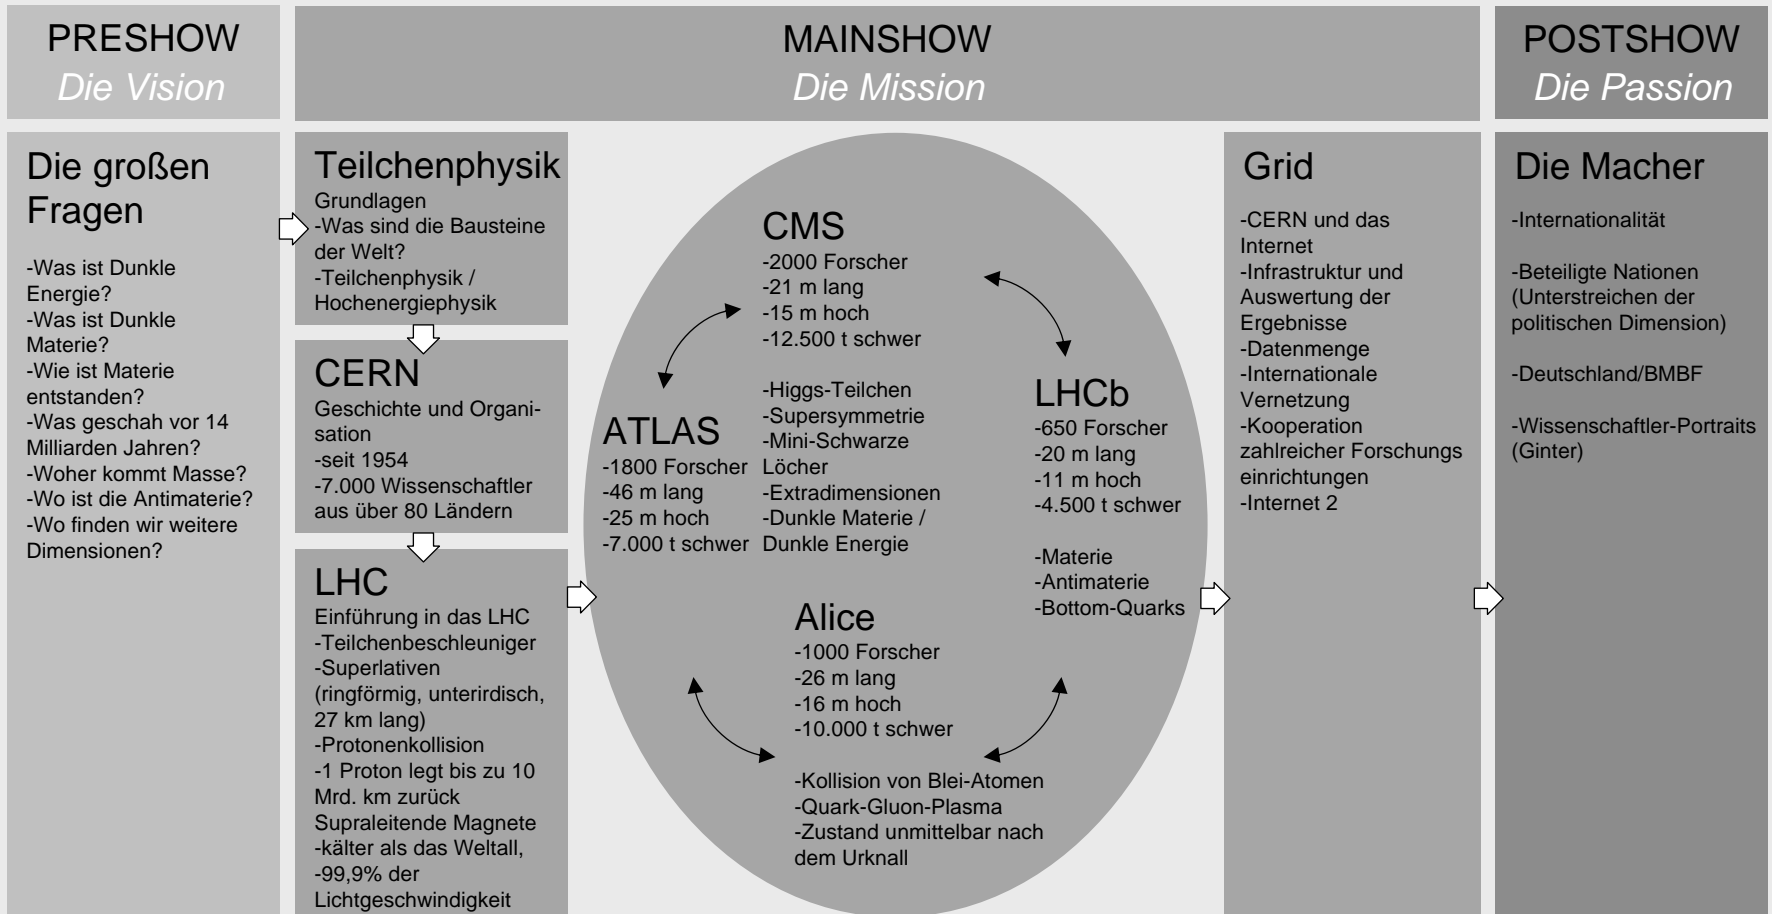 PRESHOW
Die Vision
MAINSHOW
Die Mission
POSTSHOW
Die Passion
Die großen
Fragen
-Was ist Dunkle
Energie?
-Was ist Dunkle
Materie?
-Wie ist Materie
entstanden?
-Was geschah vor 14
Milliarden Jahren?
-Woher kommt Masse?
-Wo ist die Antimaterie?
-Wo finden wir weitere
Dimensionen?
Teilchenphysik
Grundlagen
-Was sind die Bausteine
der Welt?
-Teilchenphysik /
Hochenergiephysik
CERN
Geschichte und Organi-
sation
-seit 1954
-7.000 Wissenschaftler
aus über 80 Ländern
LHC
Einführung in das LHC
-Teilchenbeschleuniger
-Superlativen
(ringförmig, unterirdisch,
27 km lang)
-Protonenkollision
-1 Proton legt bis zu 10
Mrd. km zurück
Supraleitende Magnete
-kälter als das Weltall,
-99,9% der
Lichtgeschwindigkeit
ATLAS
-1800 Forscher
-46 m lang
-25 m hoch
-7.000 t schwer
CMS
-2000 Forscher
-21 m lang
-15 m hoch
-12.500 t schwer
-Higgs-Teilchen
-Supersymmetrie
-Mini-Schwarze
Löcher
-Extradimensionen
-Dunkle Materie /
Dunkle Energie
LHCb
-650 Forscher
-20 m lang
-11 m hoch
-4.500 t schwer
-Materie
-Antimaterie
-Bottom-Quarks
Alice
-1000 Forscher
-26 m lang
-16 m hoch
-10.000 t schwer
-Kollision von Blei-Atomen
-Quark-Gluon-Plasma
-Zustand unmittelbar nach
dem Urknall
Grid
-CERN und das
Internet
-Infrastruktur und
Auswertung der
Ergebnisse
-Datenmenge
-Internationale
Vernetzung
-Kooperation
zahlreicher Forschungs
einrichtungen
-Internet 2
Die Macher
-Internationalität
-Beteiligte Nationen
(Unterstreichen der
politischen Dimension)
-Deutschland/BMBF
-Wissenschaftler-Portraits
(Ginter)